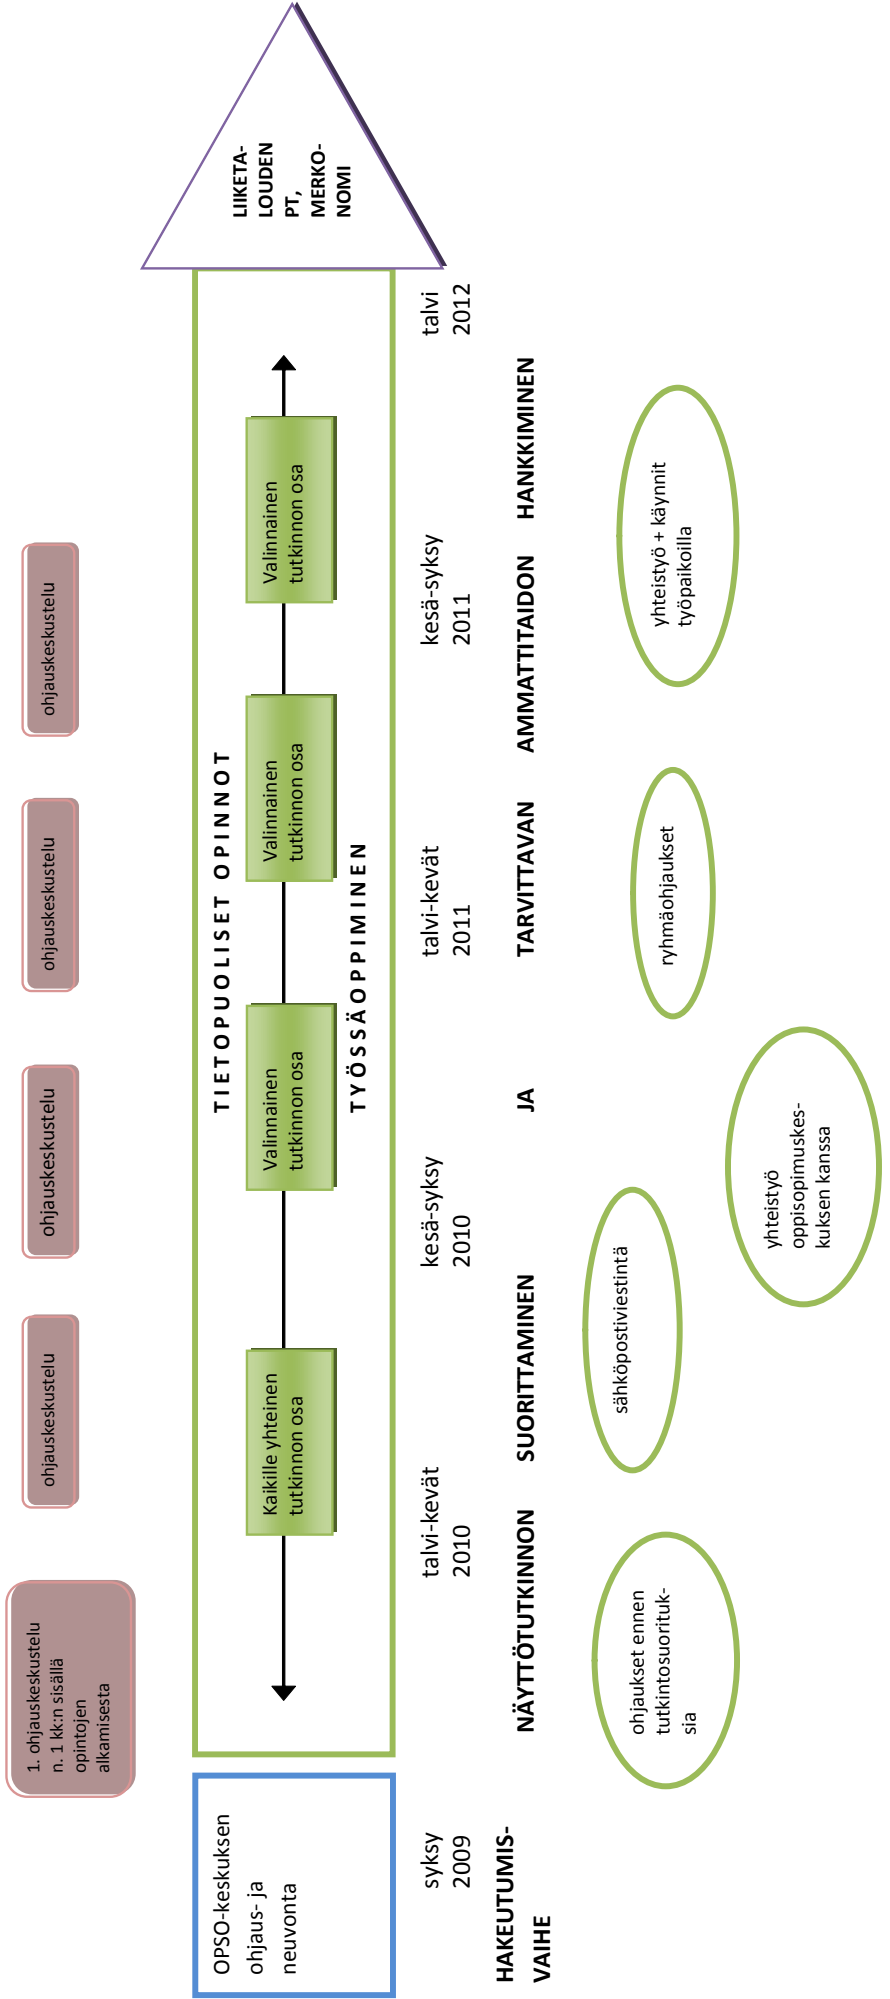 1. ohjauskeskustelu
n. 1 kk:n sisällä
opintojen
alkamisesta
ohjauskeskustelu
ohjauskeskustelu
ohjauskeskustelu
ohjauskeskustelu
OPSO-keskuksen
ohjaus- ja
neuvonta
TIETOPUOLISET OPINNOT
Kaikille yhteinen
tutkinnon osa
Valinnainen
tutkinnon osa
Valinnainen
tutkinnon osa
Valinnainen
tutkinnon osa
TYÖSSÄOPPIMINEN
LIIKETA-
LOUDEN
PT,
MERKO-
NOMI
syksy
2009
talvi-kevät
2010
kesä-syksy
2010
talvi-kevät
2011
kesä-syksy
2011
talvi
2012
HAKEUTUMIS-
VAIHE
NÄYTTÖTUTKINNON SUORITTAMINEN JA TARVITTAVAN AMMATTITAIDON HANKKIMINEN
ohjaukset ennen
tutkintosuorituk-
sia
sähköpostiviestintä
yhteistyö
oppisopimuskes-
kuksen kanssa
ryhmäohjaukset
yhteistyö + käynnit
työpaikoilla